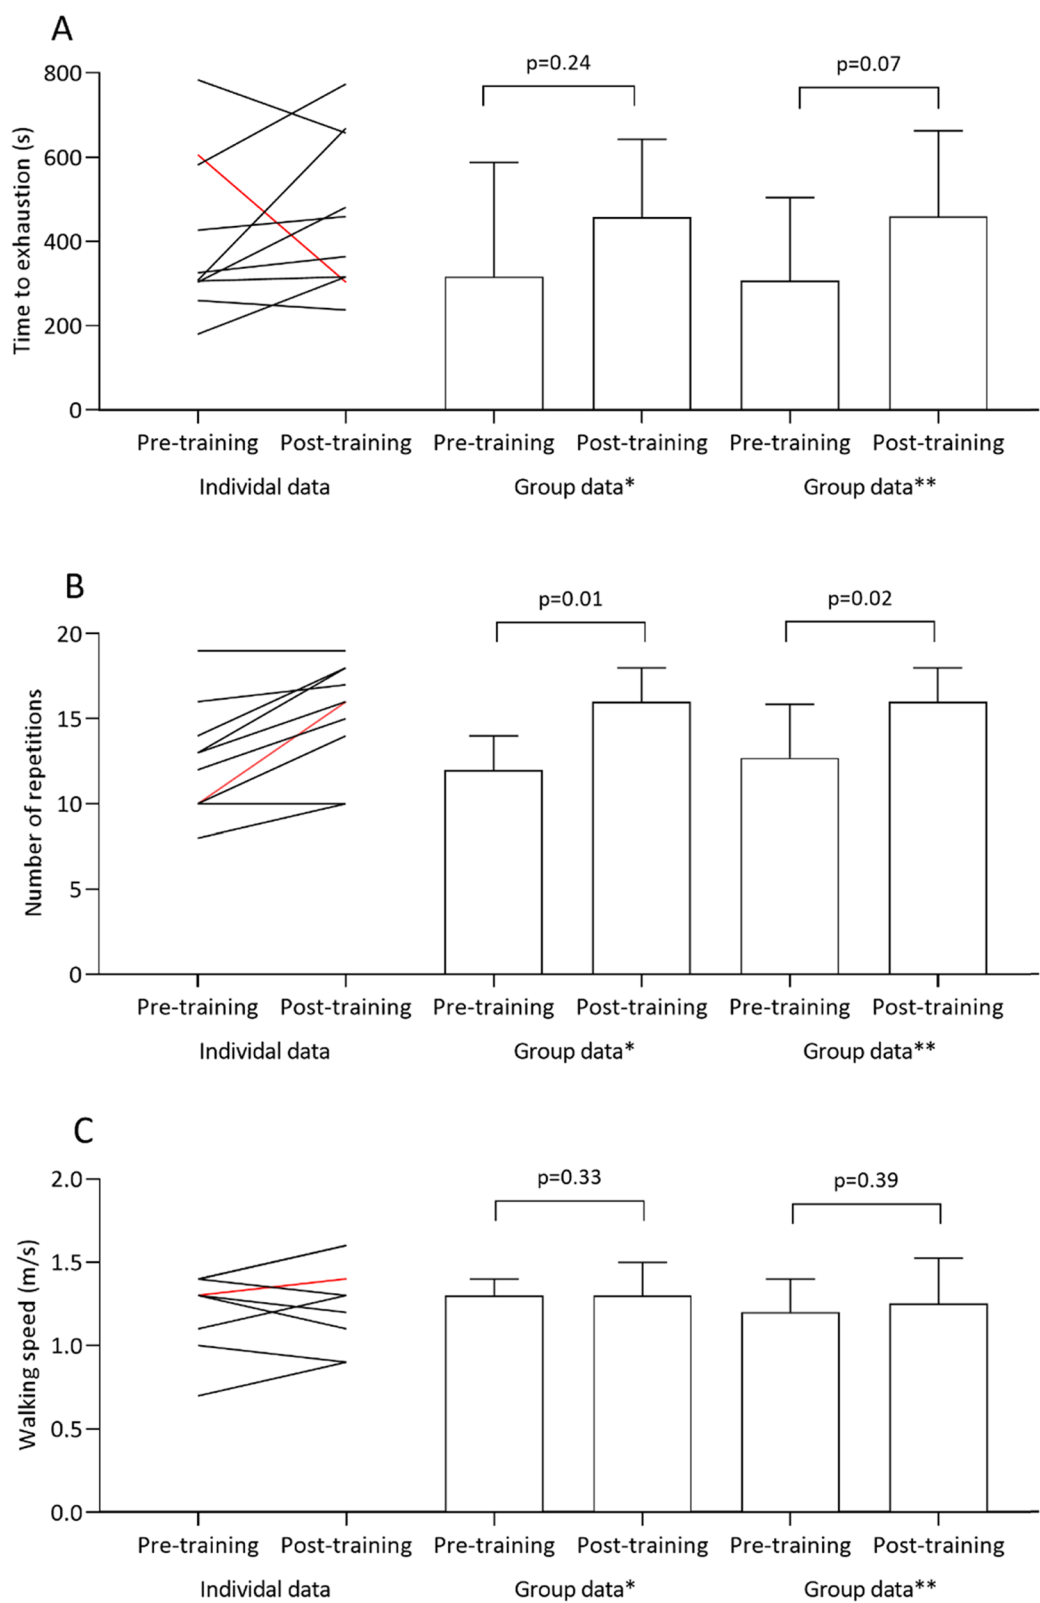 A
p=0.24
p=0.07
Time to exhaustion (s)
800
600
400
200
0
Pre-training Post-training Pre-training Post-training Pre-training Post-training
Individal data Group data* Group data**
B
p=0.01
p=0.02
Number of repetitions
20
15
10
5
0
Pre-training Post-training Pre-training Post-training Pre-training Post-training
Individal data Group data* Group data**
C
p=0.33
p=0.39
Walking speed (m/s)
2.0
1.5
1.0
0.5
0.0
Pre-training Post-training Pre-training Post-training Pre-training Post-training
Individal data Group data* Group data**